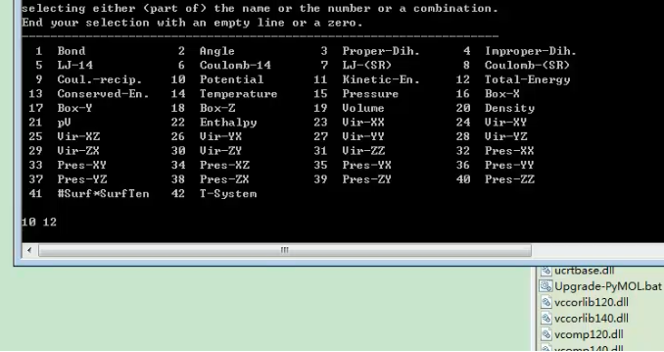 selecting either (part of) the name or the number or a combination.
End your selection with an empty line or a zero.
-------------------------------------------------------------------
1 Bond 2 Angle 3 Proper-Dih. 4 Improper-Dih.
5 LJ-14 6 Coulomb-14 7 LJ-(SR) 8 Coulomb-(SR)
9 Coul.-recip. 10 Potential 11 Kinetic-En. 12 Total-Energy
13 Conserved-En. 14 Temperature 15 Pressure 16 Box-X
17 Box-Y 18 Box-Z 19 Volume 20 Density
21 pV 22 Enthalpy 23 Vir-XX 24 Vir-XY
25 Vir-XZ 26 Vir-YX 27 Vir-YY 28 Vir-YZ
29 Vir-ZX 30 Vir-ZY 31 Vir-ZZ 32 Pres-XX
33 Pres-XY 34 Pres-XZ 35 Pres-YX 36 Pres-YY
37 Pres-YZ 38 Pres-ZX 39 Pres-ZY 40 Pres-ZZ
41 #Surf*SurfTen 42 T-System
10 12
ucrtbase.dll
Upgrade-PyMOL.bat
vccorlib120.dll
vccorlib140.dll
vcomp120.dll
vcomp140.dll